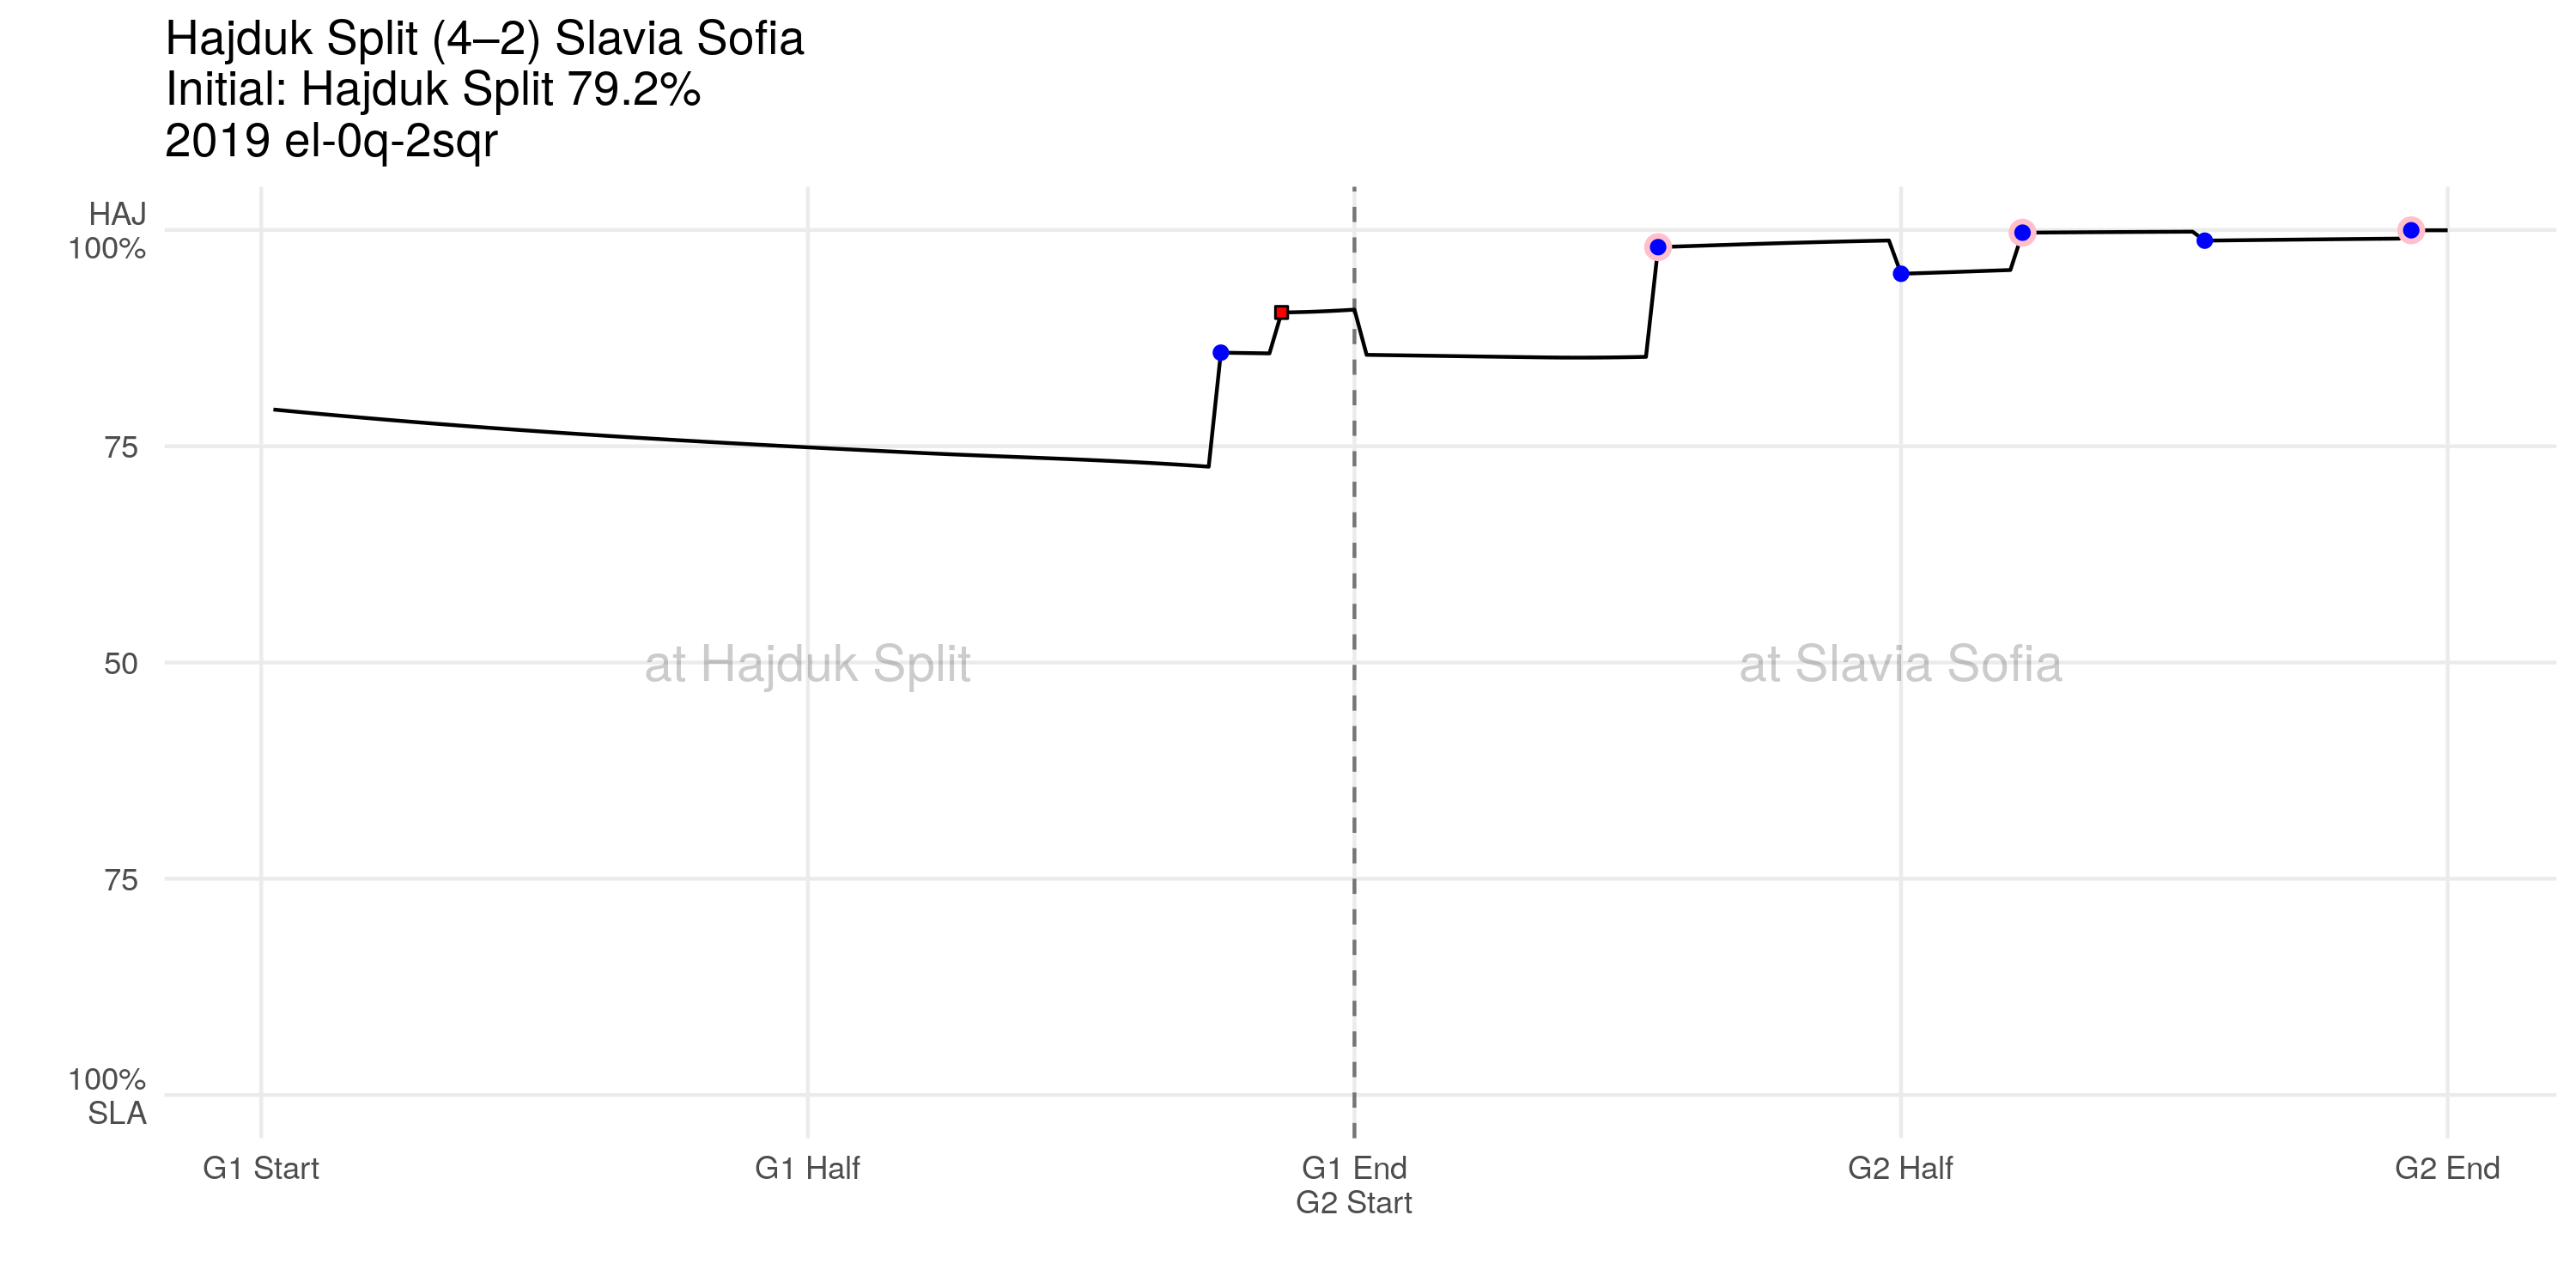 Hajduk Split (4–2) Slavia Sofia
Initial: Hajduk Split 79.2%
2019 el-0q-2sqr
HAJ
100%
75
50
75
100%
SLA
at Hajduk Split
at Slavia Sofia
G1 Start
G1 Half
G1 End
G2 Start
G2 Half
G2 End